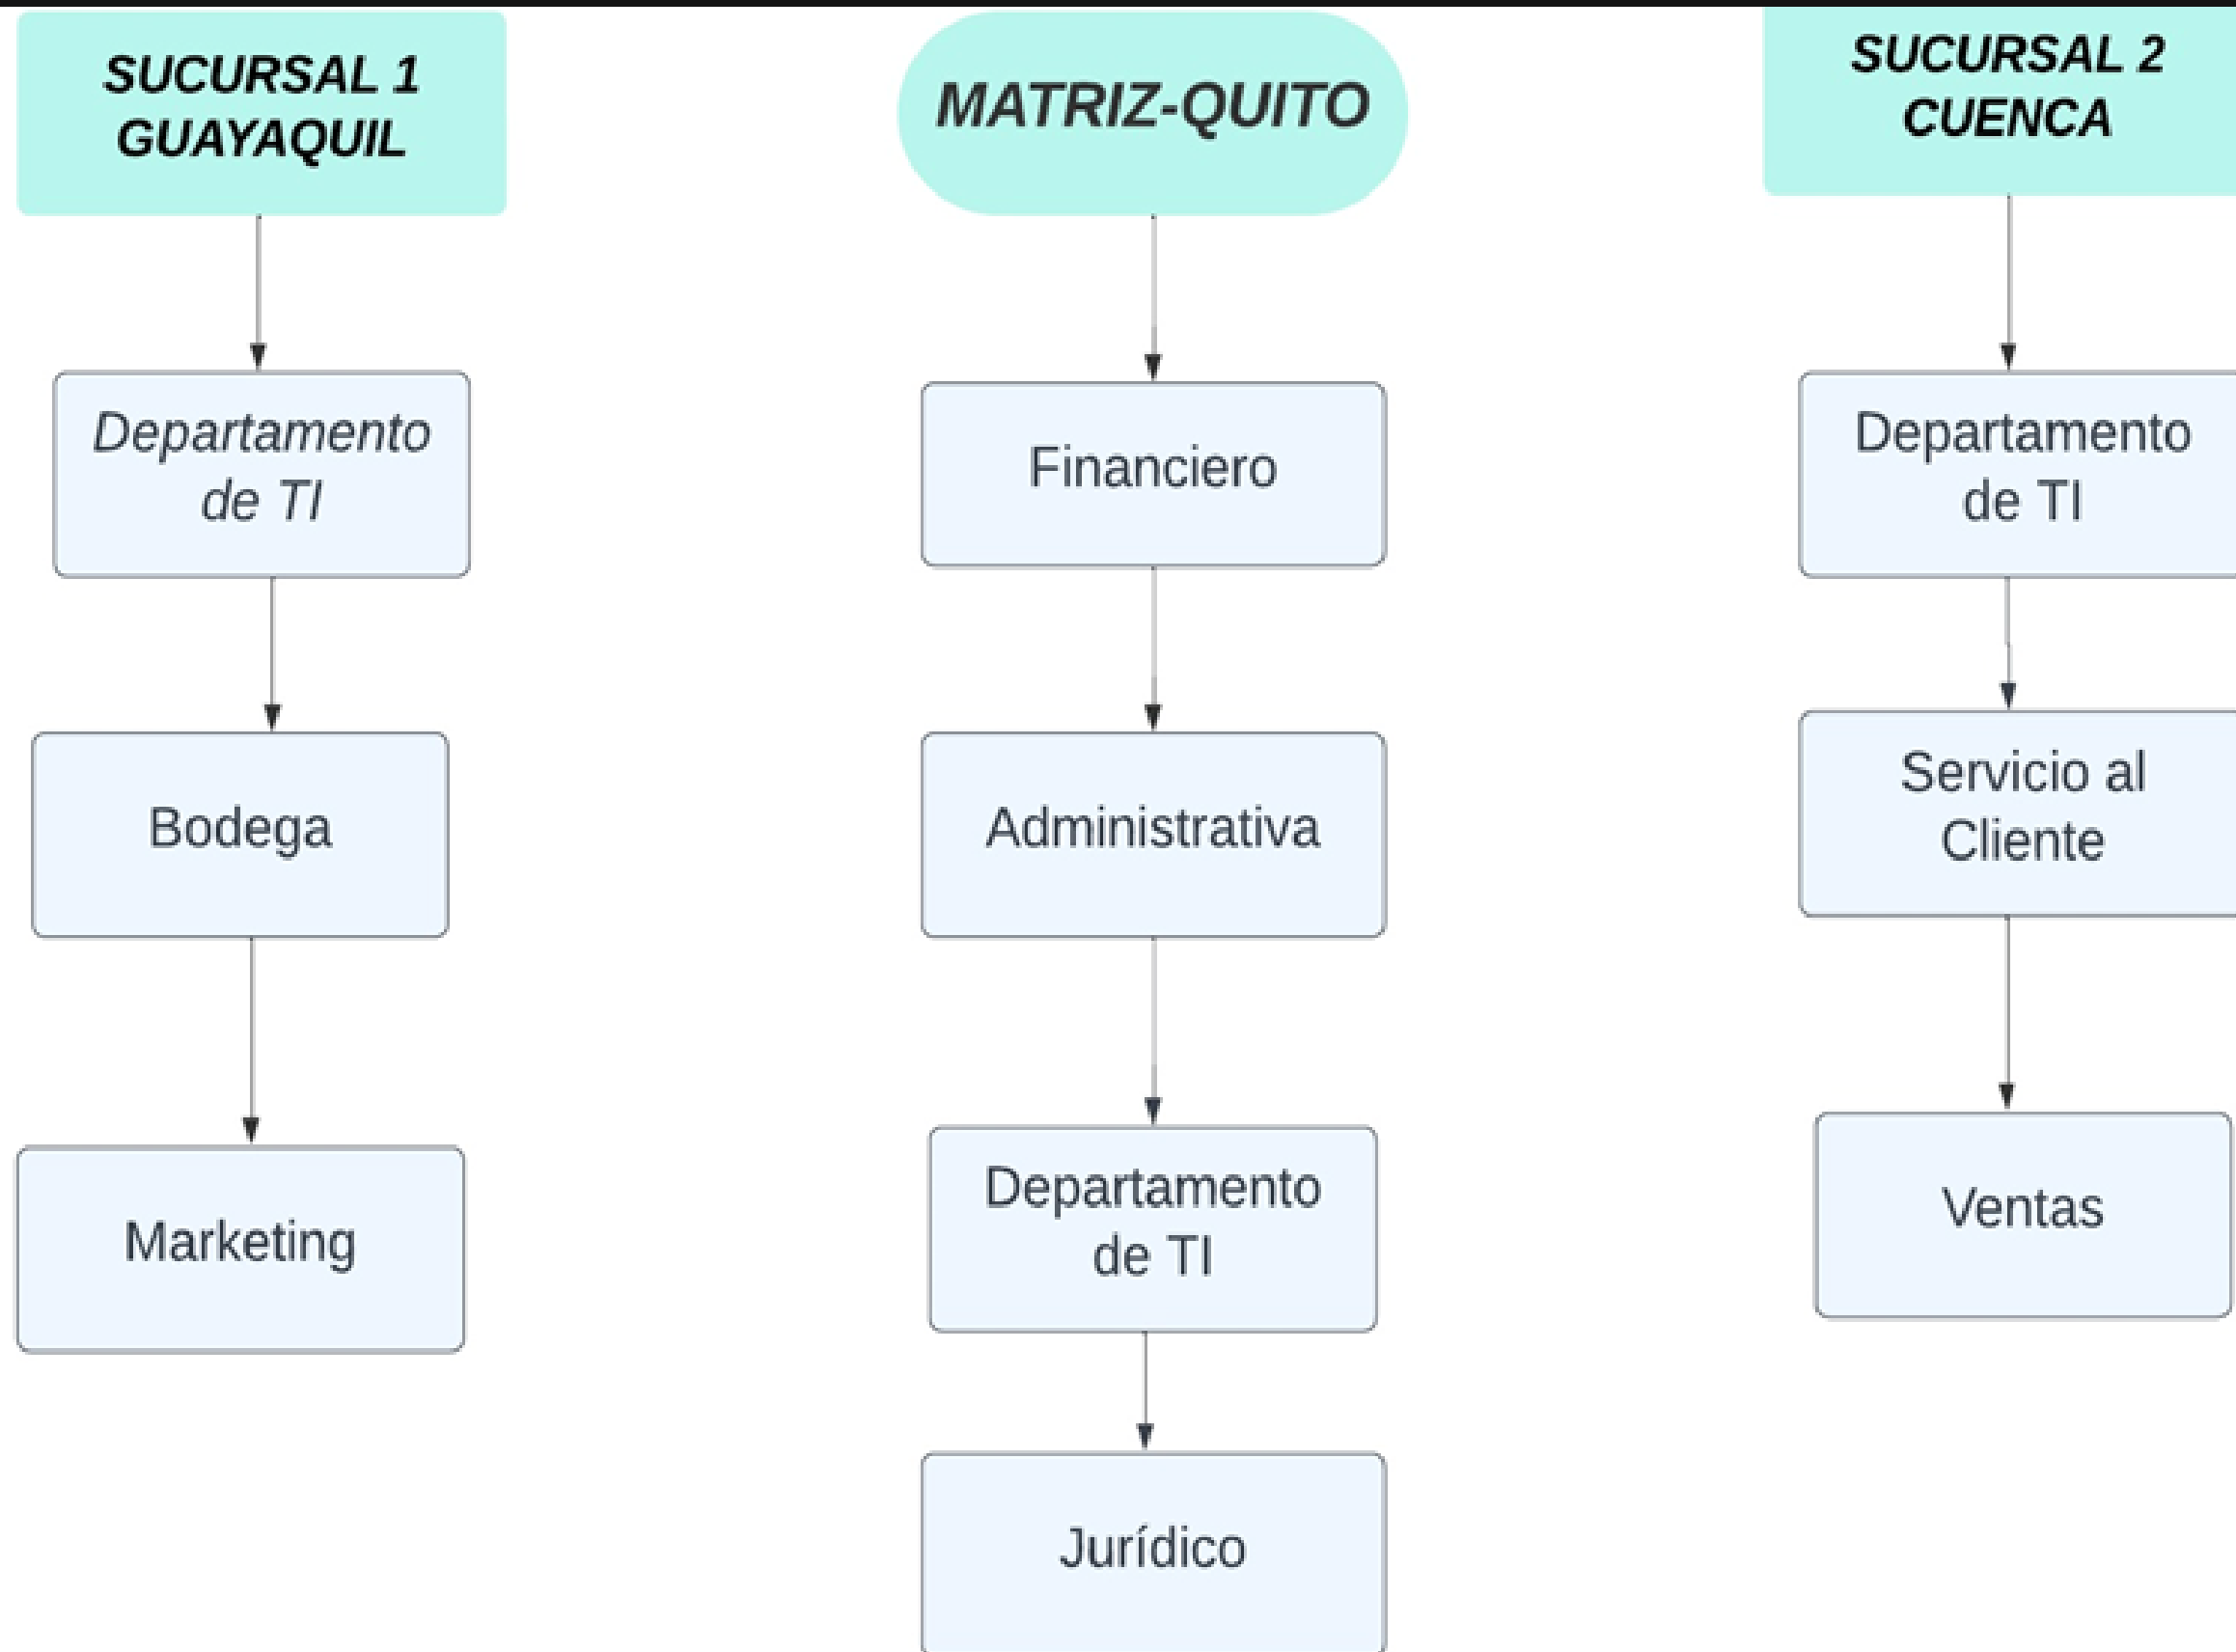 SUCURSAL 1
GUAYAQUIL
Departamento
de TI
Bodega
Marketing
MATRIZ-QUITO
Financiero
Administrativa
Departamento
de TI
Jurídico
SUCURSAL 2
CUENCA
Departamento
de TI
Servicio al
Cliente
Ventas